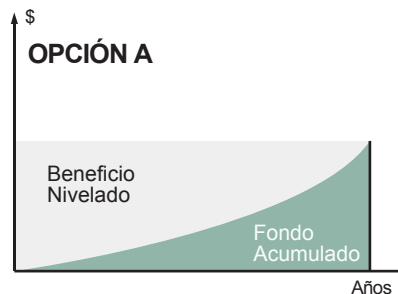 $
OPCIÓN A
Beneficio
Nivelado
Fondo
Acumulado
Años